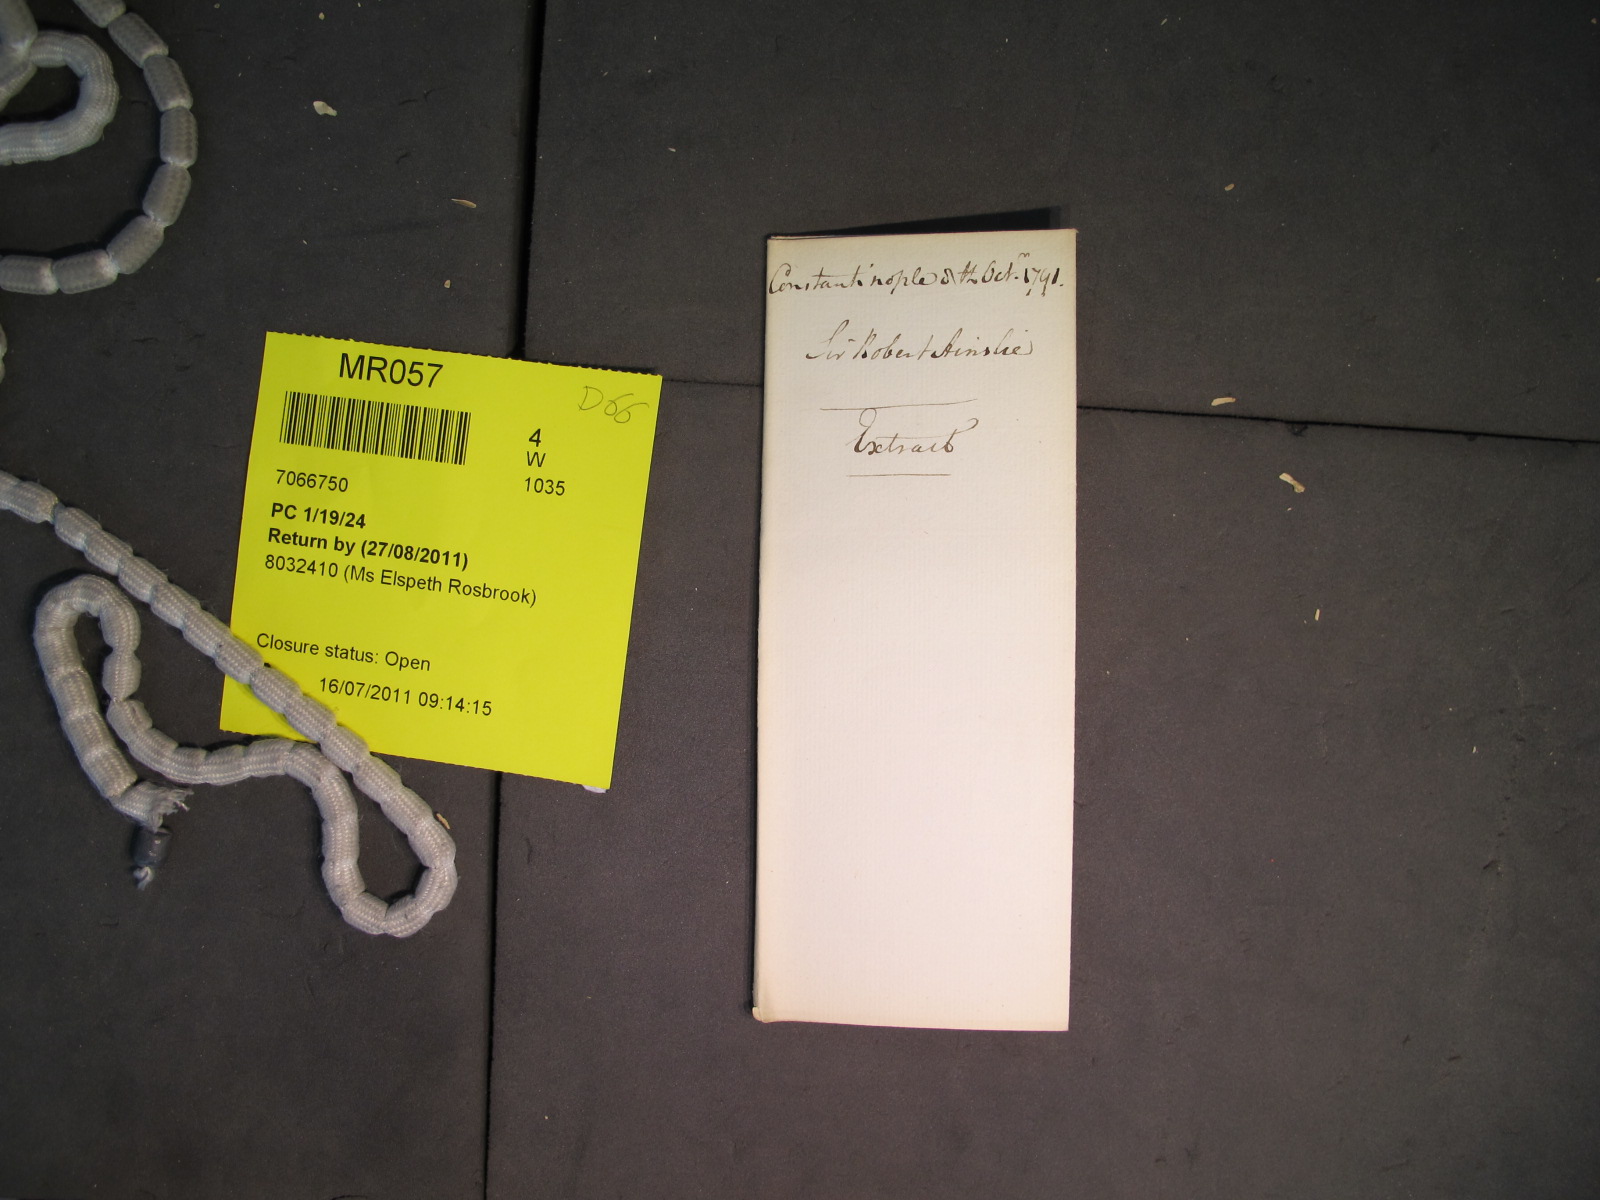 MR057
D66
4
W
7066750
1035
PC 1/19/24
Return by (27/08/2011)
8032410 (Ms Elspeth Rosbrook)
Closure status: Open
16/07/2011 09:14:15
Constantinople 8th Octr. 1791.
Sir Robert Ainslie
Extract